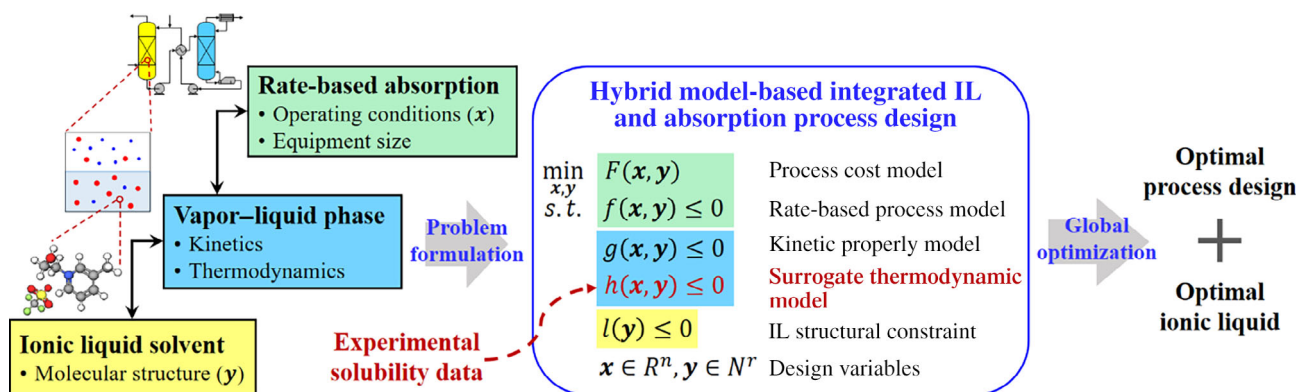 Rate-based absorption
• Operating conditions (x)
• Equipment size
Vapor–liquid phase
• Kinetics
• Thermodynamics
Ionic liquid solvent
• Molecular structure (y)
Problem
formulation
Experimental
solubility data
Hybrid model-based integrated IL
and absorption process design
min
x,y
F(x, y) Process cost model
s.t. f(x, y) ≤ 0 Rate-based process model
g(x, y) ≤ 0 Kinetic properly model
h(x, y) ≤ 0 Surrogate thermodynamic
model
l(y) ≤ 0 IL structural constraint
x ∈ Rⁿ, y ∈ Nʳ Design variables
Global
optimization
Optimal
process design
+
Optimal
ionic liquid